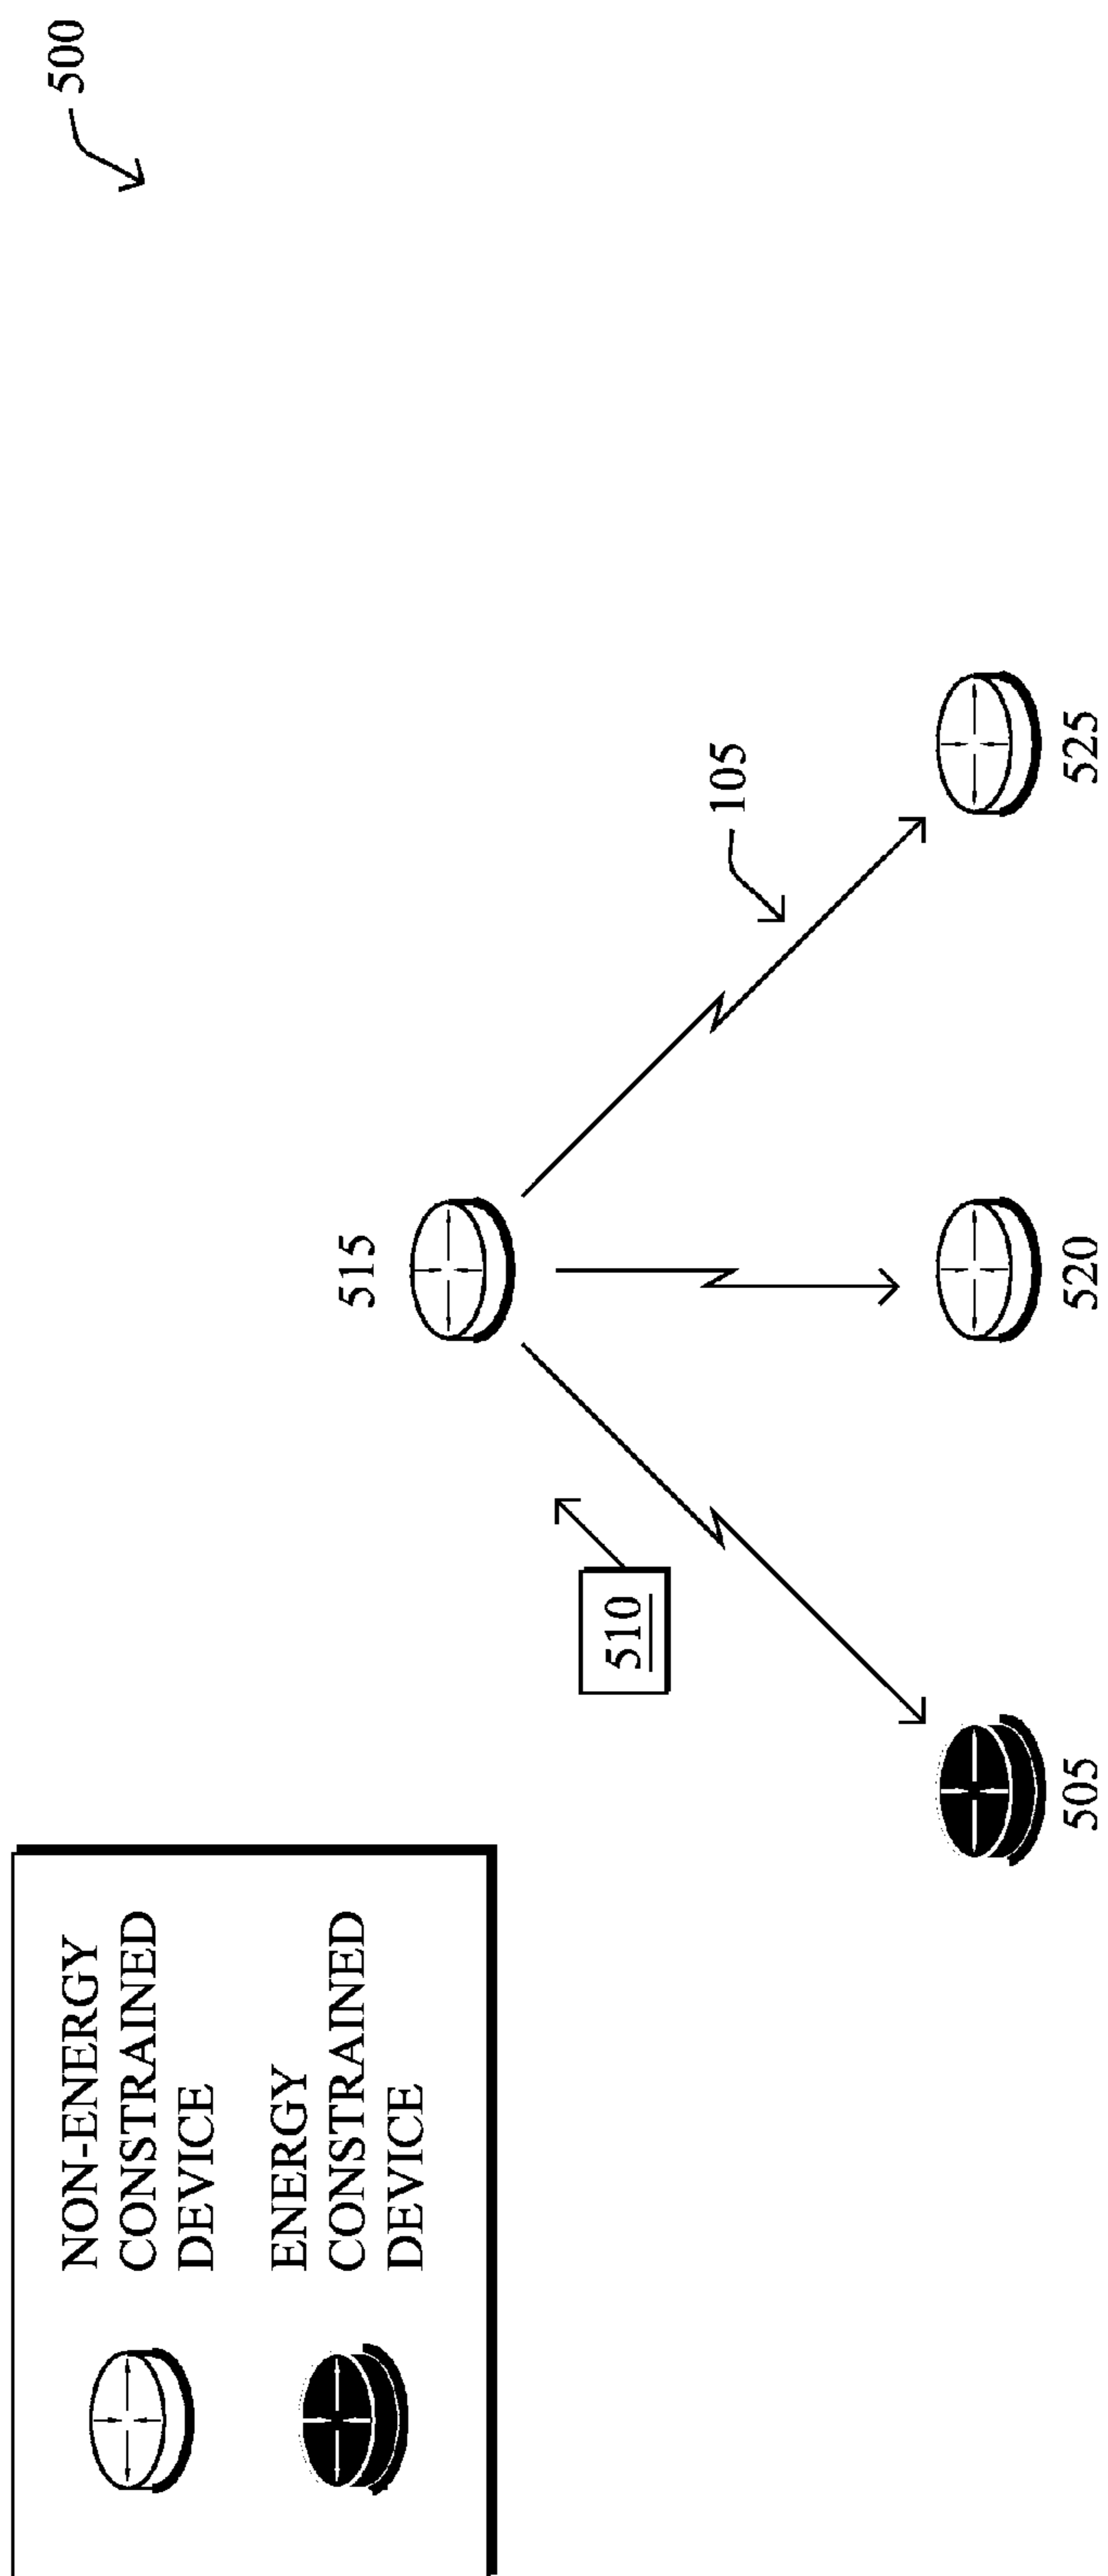 500
NON-ENERGY
CONSTRAINED
DEVICE
ENERGY
CONSTRAINED
DEVICE
515
510
105
505
520
525